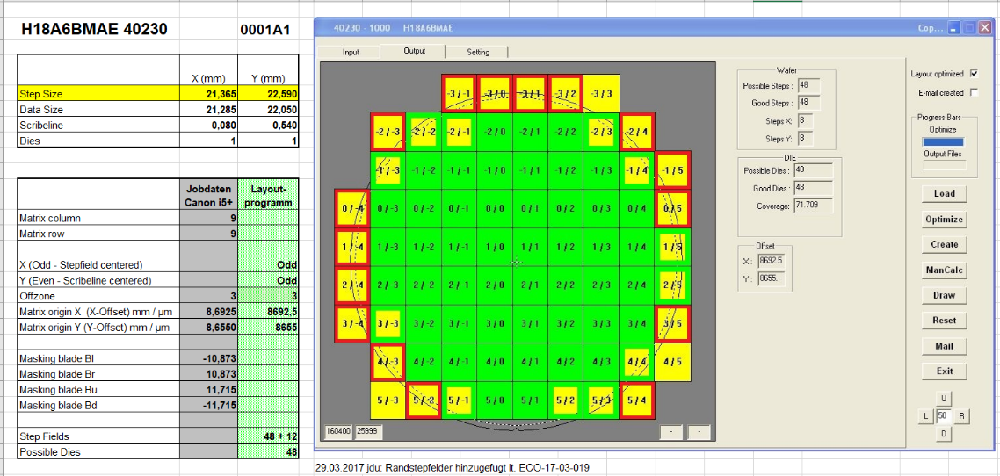 H18A6BMAE 40230 0001A1
X (mm) Y (mm)
Step Size 21,365 22,590
Data Size 21,285 22,050
Scribeline 0,080 0,540
Dies 1 1
Jobdaten Canon i5+ Layout-programm
Matrix column 9
Matrix row 9
X (Odd - Stepfield centered) Odd
Y (Even - Scribeline centered) Odd
Offzone 3 3
Matrix origin X (X-Offset) mm / µm 8,6925 8692,5
Matrix origin Y (Y-Offset) mm / µm 8,6550 8655
Masking blade Bl -10,873
Masking blade Br 10,873
Masking blade Bu 11,715
Masking blade Bd -11,715
Step Fields 48 + 12
Possible Dies 48
40230 - 1000 H18A6BMAE Cop...
Input Output Setting
-3 / -1 -3 / 0 -3 / 1 -3 / 2 -3 / 3
-2 / -3 -2 / -2 -2 / -1 -2 / 0 -2 / 1 -2 / 2 -2 / 3 -2 / 4
-1 / -3 -1 / -2 -1 / -1 -1 / 0 -1 / 1 -1 / 2 -1 / 3 -1 / 4 -1 / 5
0 / -4 0 / -3 0 / -2 0 / -1 0 / 0 0 / 1 0 / 2 0 / 3 0 / 4 0 / 5
1 / -4 1 / -3 1 / -2 1 / -1 1 / 0 1 / 1 1 / 2 1 / 3 1 / 4 1 / 5
2 / -4 2 / -3 2 / -2 2 / -1 2 / 0 2 / 1 2 / 2 2 / 3 2 / 4 2 / 5
3 / -4 3 / -3 3 / -2 3 / -1 3 / 0 3 / 1 3 / 2 3 / 3 3 / 4 3 / 5
4 / -3 4 / -2 4 / -1 4 / 0 4 / 1 4 / 2 4 / 3 4 / 4 4 / 5
5 / -3 5 / -2 5 / -1 5 / 0 5 / 1 5 / 2 5 / 3 5 / 4
160400 25999 - -
Wafer
Possible Steps : 48
Good Steps : 48
Steps X: 8
Steps Y: 8
DIE
Possible Dies : 48
Good Dies : 48
Coverage: 71.709
Offset
X : 8692.5
Y : 8655.
Layout optimized
E-mail created
Progress Bars
Optimize
Output Files
Load
Optimize
Create
ManCalc
Draw
Reset
Mail
Exit
U
L 50 R
D
29.03.2017 jdu: Randstepfelder hinzugefügt lt. ECO-17-03-019